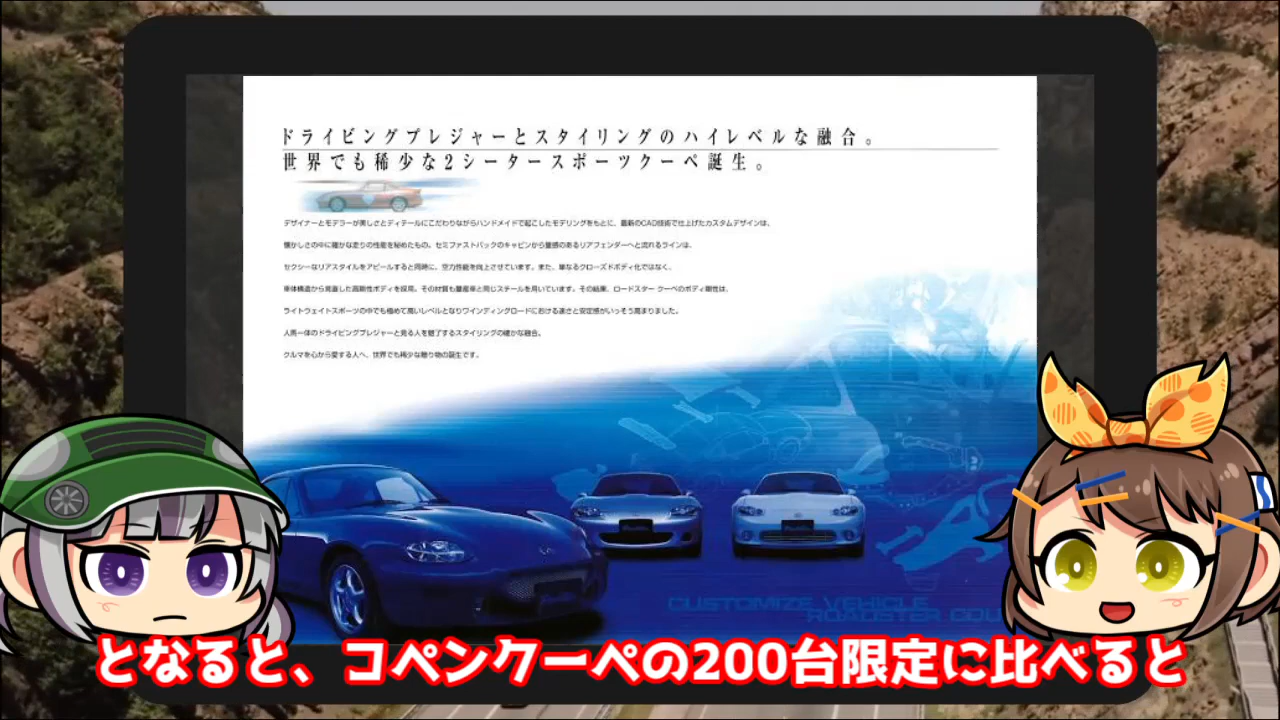 ドライビングプレジャーとスタイリングのハイレベルな融合。
世界でも稀少な2シータースポーツクーペ誕生。
デザイナーとモデラーが美しさとディテールにこだわりながらハンドメイドで起こしたモデリングをもとに、最新のCAD技術で仕上げたカスタムデザインは、
懐かしさの中に確かな走りの性能を秘めたもの。セミファストバックのキャビンから量感のあるリアフェンダーへと流れるラインは、
セクシーなリアスタイルをアピールすると同時に、空力性能を向上させています。また、単なるクローズドボディ化ではなく、
車体構造から見直した高剛性ボディを採用。その材質も量産車と同じスチールを用いています。その結果、ロードスター クーペのボディ剛性は、
ライトウェイトスポーツの中でも極めて高いレベルとなりワインディングロードにおける速さと安定感がいっそう高まりました。
人馬一体のドライビングプレジャーと見る人を魅了するスタイリングの確かな融合。
クルマを心から愛する人へ、世界でも稀少な贈り物の誕生です。
CUSTOMIZE VEHICLE
ROADSTER COU
となると、コペンクーペの200台限定に比べると